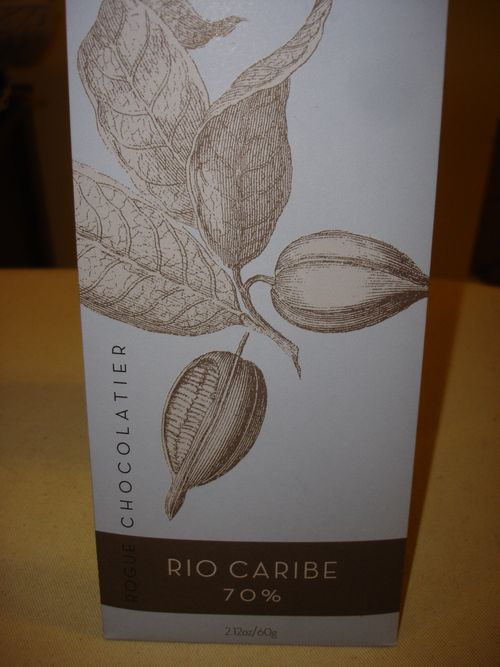 ROGUE CHOCOLATIER
RIO CARIBE
70%
2.12oz/60g